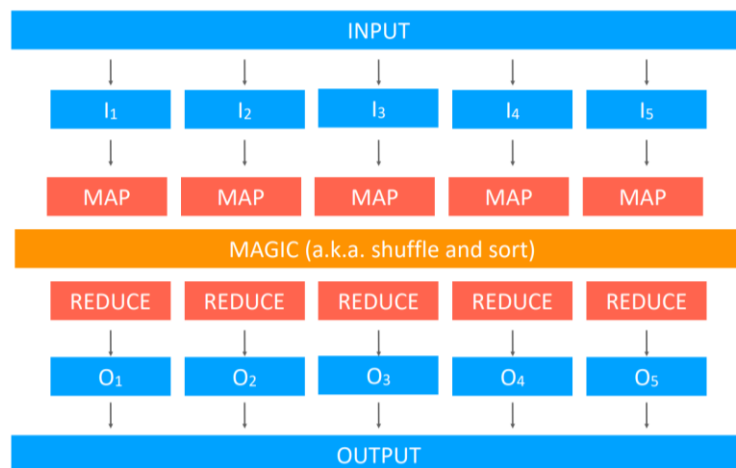 INPUT
I₁ I₂ I₃ I₄ I₅
MAP MAP MAP MAP MAP
MAGIC (a.k.a. shuffle and sort)
REDUCE REDUCE REDUCE REDUCE REDUCE
O₁ O₂ O₃ O₄ O₅
OUTPUT